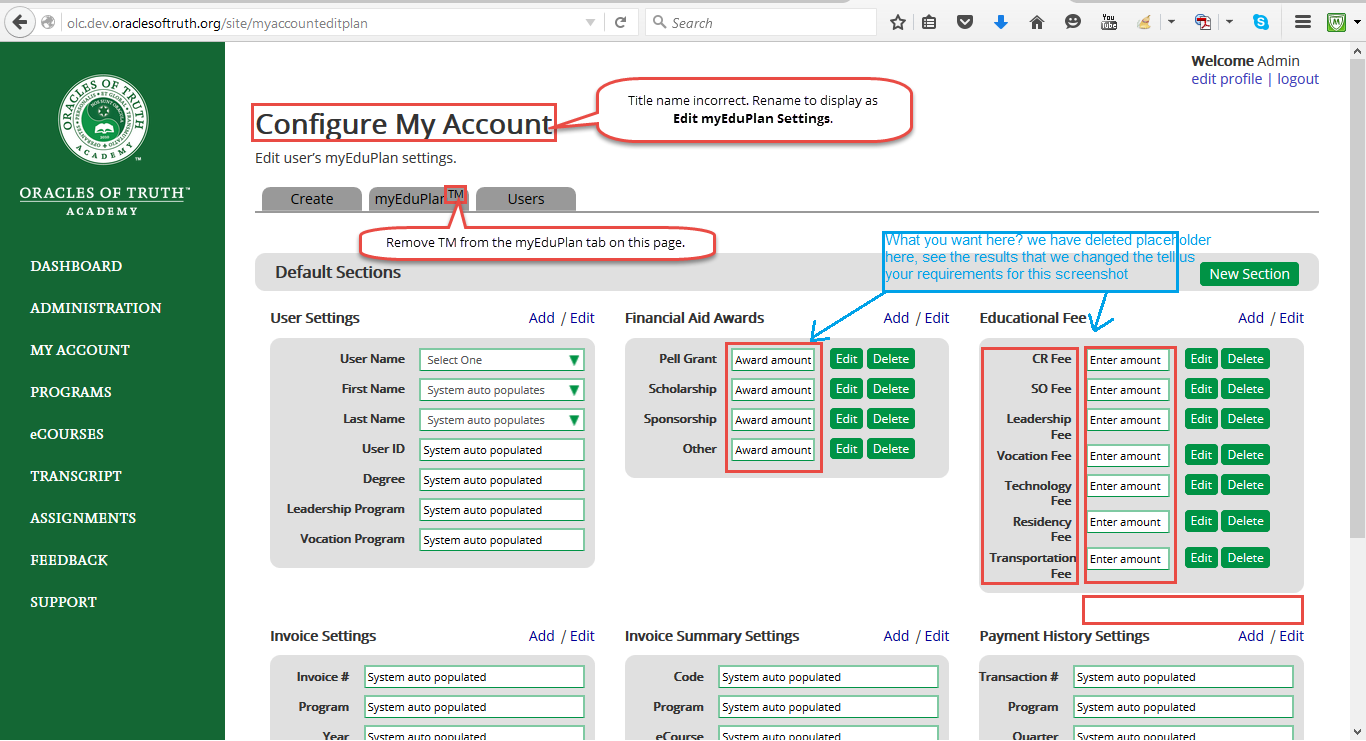 olc.dev.oraclesoftruth.org/site/myaccounteditplan
Search
You Tube
Welcome Admin
edit profile | logout
ORACLES OF TRUTH
ACADEMY
TM
ORACLES OF TRUTH™
ACADEMY
DASHBOARD
ADMINISTRATION
MY ACCOUNT
PROGRAMS
eCOURSES
TRANSCRIPT
ASSIGNMENTS
FEEDBACK
SUPPORT
Configure My Account
Title name incorrect. Rename to display as
Edit myEduPlan Settings.
Edit user's myEduPlan settings.
Create
myEduPlan TM
Users
Remove TM from the myEduPlan tab on this page.
What you want here? we have deleted placeholder
here, see the results that we changed the tell us
your requirements for this screenshot
Default Sections
New Section
User Settings Add / Edit
User Name Select One
First Name System auto populates
Last Name System auto populates
User ID System auto populated
Degree System auto populated
Leadership Program System auto populated
Vocation Program System auto populated
Financial Aid Awards Add / Edit
Pell Grant Award amount Edit Delete
Scholarship Award amount Edit Delete
Sponsorship Award amount Edit Delete
Other Award amount Edit Delete
Educational Fee Add / Edit
CR Fee Enter amount Edit Delete
SO Fee Enter amount Edit Delete
Leadership Enter amount Edit Delete
Fee
Vocation Fee Enter amount Edit Delete
Technology Enter amount Edit Delete
Fee
Residency Enter amount Edit Delete
Fee
Transportation Enter amount Edit Delete
Fee
Invoice Settings Add / Edit
Invoice # System auto populated
Program System auto populated
Year System auto populated
Invoice Summary Settings Add / Edit
Code System auto populated
Program System auto populated
eCourse System auto populated
Payment History Settings Add / Edit
Transaction # System auto populated
Program System auto populated
Quarter System auto populated